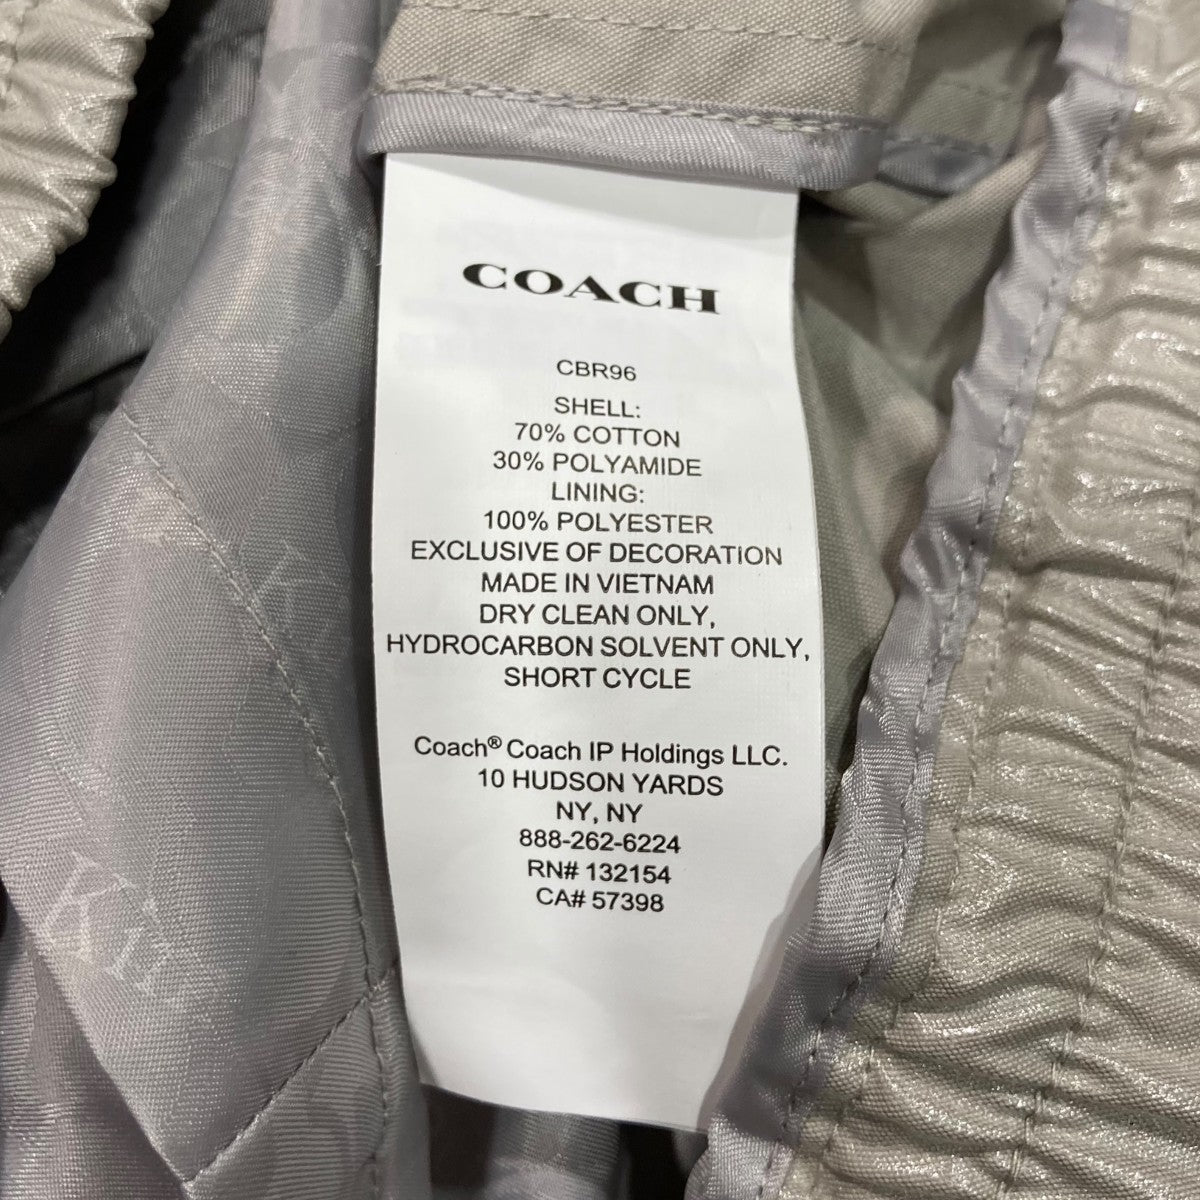 COACH
CBR96
SHELL:
70% COTTON
30% POLYAMIDE
LINING:
100% POLYESTER
EXCLUSIVE OF DECORATION
MADE IN VIETNAM
DRY CLEAN ONLY,
HYDROCARBON SOLVENT ONLY,
SHORT CYCLE
Coach® Coach IP Holdings LLC.
10 HUDSON YARDS
NY, NY
888-262-6224
RN# 132154
CA# 57398